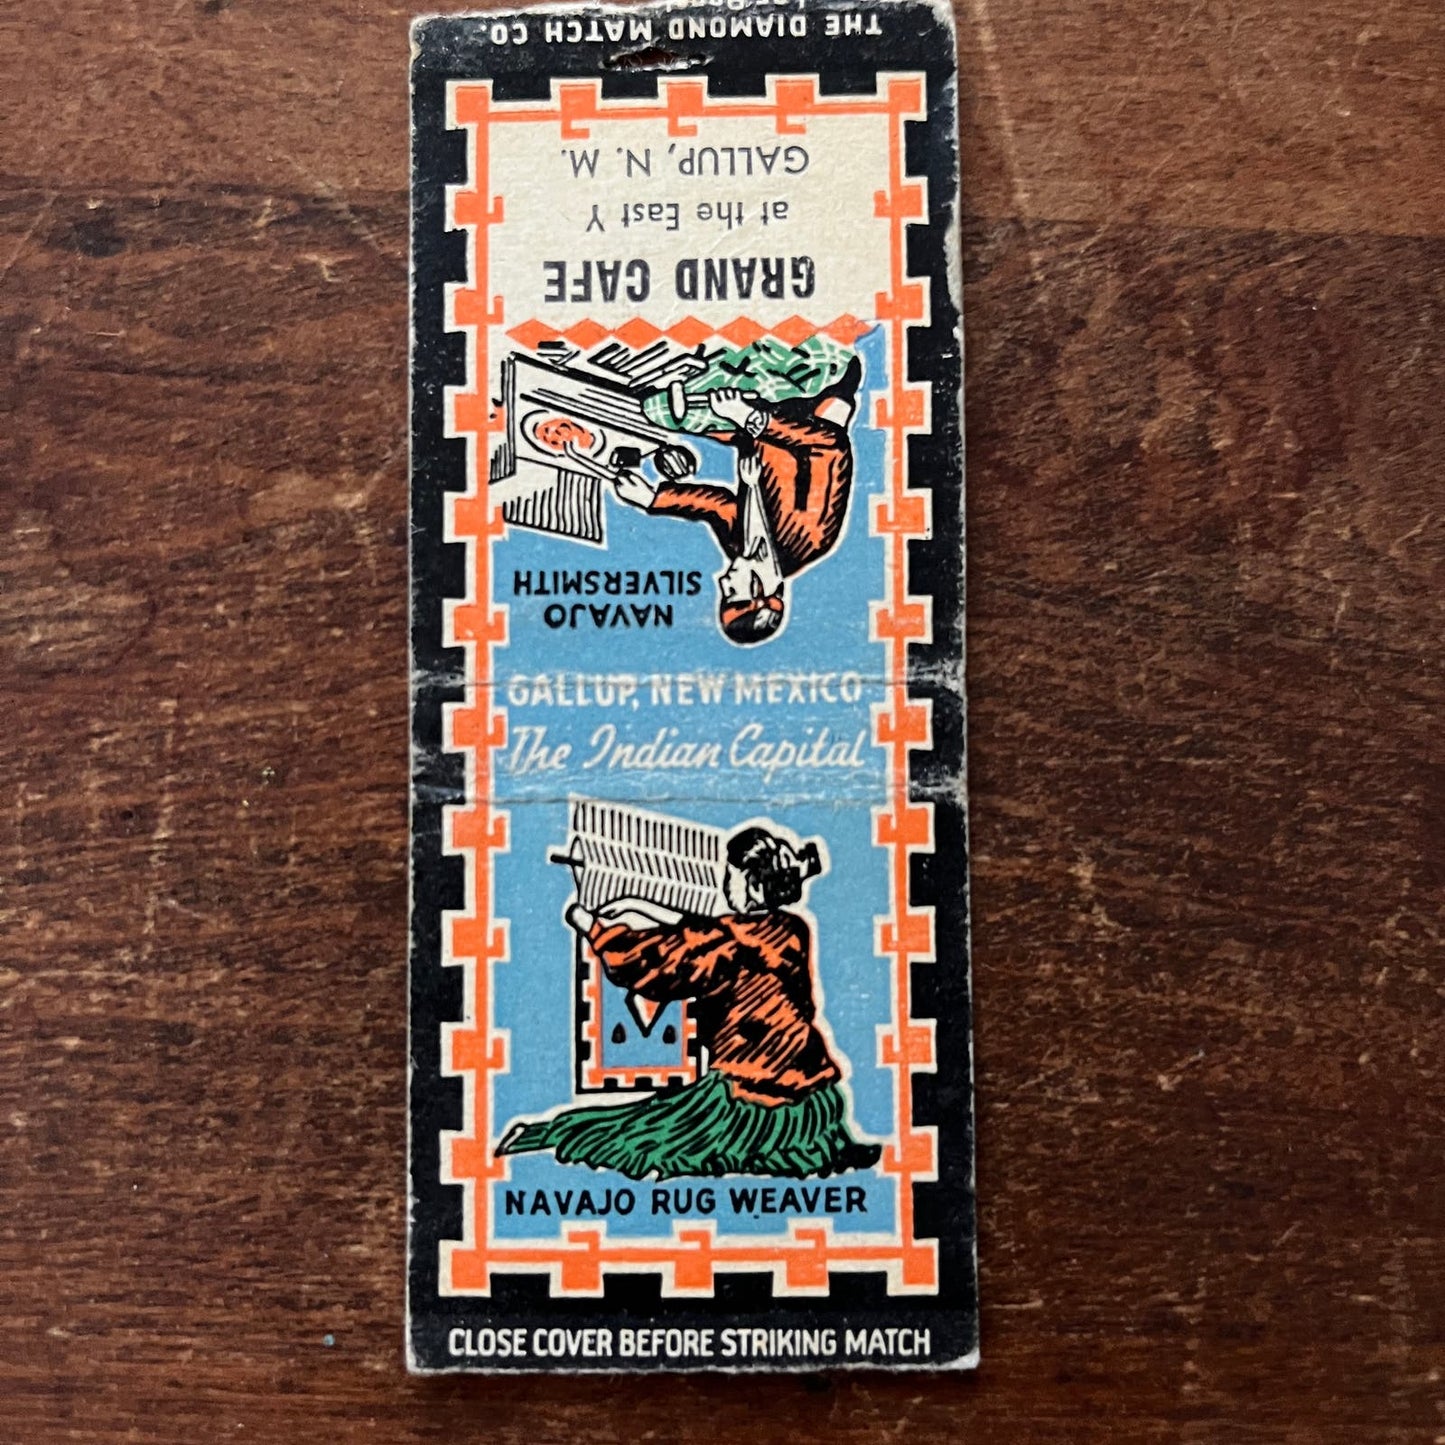 THE DIAMOND MATCH CO.
GRAND CAFE
at the East Y
GALLUP, N. M.
NAVAJO
SILVERSMITH
GALLUP, NEW MEXICO
The Indian Capital
NAVAJO RUG WEAVER
CLOSE COVER BEFORE STRIKING MATCH